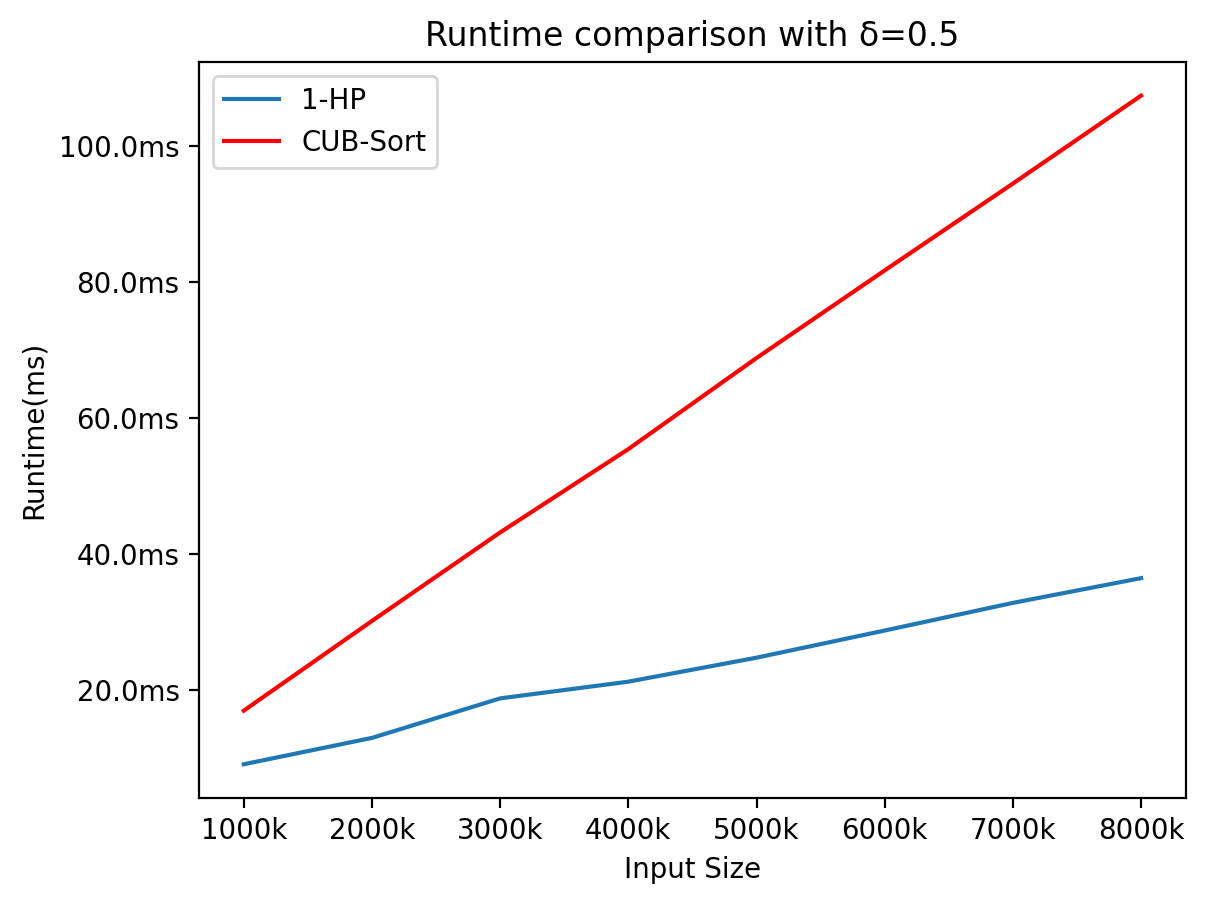 Runtime comparison with δ=0.5
1-HP
CUB-Sort
100.0ms
80.0ms
60.0ms
40.0ms
20.0ms
Runtime(ms)
1000k 2000k 3000k 4000k 5000k 6000k 7000k 8000k
Input Size